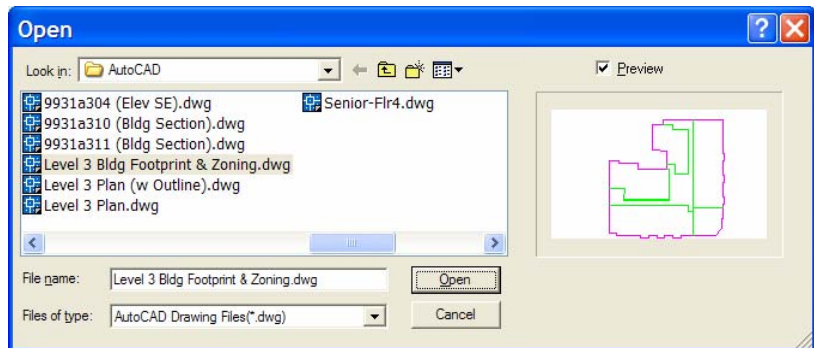 Open
Look in: AutoCAD
Preview
9931a304 (Elev SE).dwg
9931a310 (Bldg Section).dwg
9931a311 (Bldg Section).dwg
Level 3 Bldg Footprint & Zoning.dwg
Level 3 Plan (w Outline).dwg
Level 3 Plan.dwg
Senior-Flr4.dwg
File name: Level 3 Bldg Footprint & Zoning.dwg
Open
Files of type: AutoCAD Drawing Files(*.dwg)
Cancel